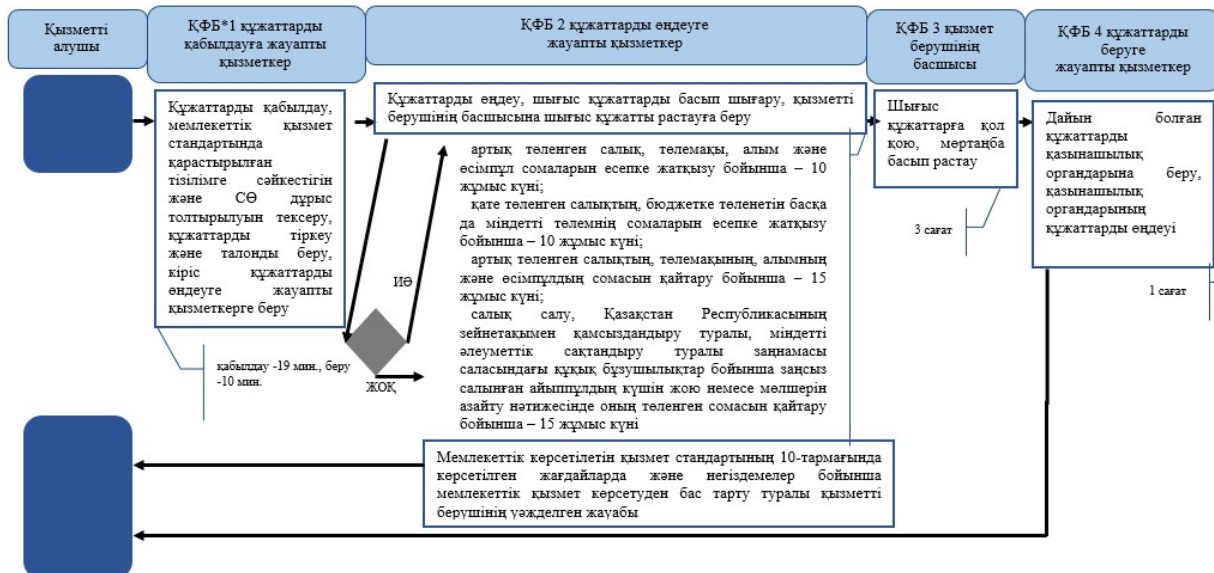 Қызметті
алушы
ҚФБ*1 құжаттарды
қабылдауға жауапты
қызметкер
ҚФБ 2 құжаттарды өңдеуге
жауапты қызметкер
ҚФБ 3 қызмет
берушінің
басшысы
ҚФБ 4 құжаттарды
беруге
жауапты қызметкер
Құжаттарды қабылдау,
мемлекеттік қызмет
стандартында
қарастырылған
тізілімге сәйкестігін
және СӨ дұрыс
толтырылуын тексеру,
құжаттарды тіркеу
және талонды беру,
кіріс құжаттарды
өңдеуге жауапты
қызметкерге беру
қабылдау -19 мин., беру
-10 мин.
Құжаттарды өңдеу, шығыс құжаттарды басып шығару, қызметті
берушінің басшысына шығыс құжатты растауға беру
ИӘ
ЖОҚ
артық төленген салық, төлемақы, алым және
өсімпұл сомаларын есепке жатқызу бойынша – 10
жұмыс күні;
қате төленген салықтың, бюджетке төленетін басқа
да міндетті төлемнің сомаларын есепке жатқызу
бойынша – 10 жұмыс күні;
артық төленген салықтың, төлемақының, алымның
және өсімпұлдың сомасын қайтару бойынша – 15
жұмыс күні;
салық салу, Қазақстан Республикасының
зейнетақымен қамсыздандыру туралы, міндетті
әлеуметтік сақтандыру туралы заңнамасы
саласындағы құқық бұзушылықтар бойынша заңсыз
салынған айыппұлдың күшін жою немесе мөлшерін
азайту нәтижесінде оның төленген сомасын қайтару
бойынша – 15 жұмыс күні
Шығыс
құжаттарға қол
қою, мөртаңба
басып растау
3 сағат
Дайын болған
құжаттарды
қазынашылық
органдарына беру,
қазынашылық
органдарының
құжаттарды өңдеуі
1 сағат
Мемлекеттік көрсетілетін қызмет стандартының 10-тармағында
көрсетілген жағдайларда және негіздемелер бойынша
мемлекеттік қызмет көрсетуден бас тарту туралы қызметті
берушінің уәжделген жауабы